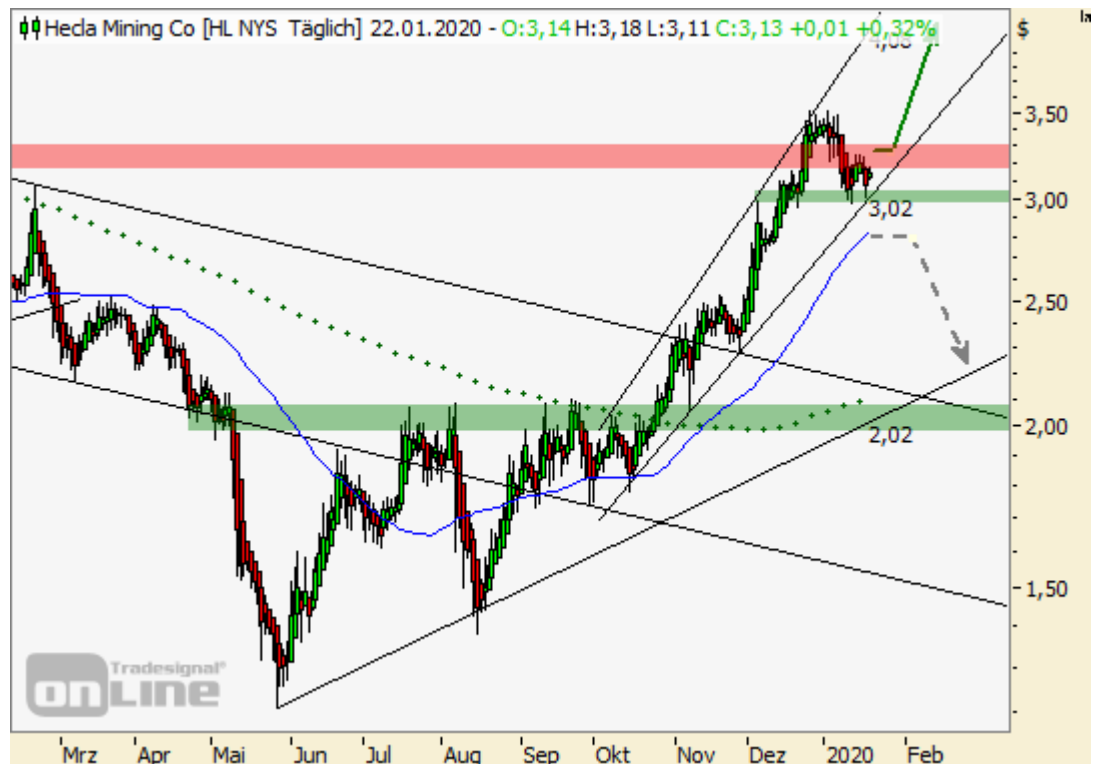 Hecla Mining Co [HL NYS Täglich] 22.01.2020 - O:3,14 H:3,18 L:3,11 C:3,13 +0,01 +0,32%
$
4,08
3,50
3,00
3,02
2,50
2,00
2,02
1,50
Tradesignal®
onLine
Mrz Apr Mai Jun Jul Aug Sep Okt Nov Dez 2020 Feb